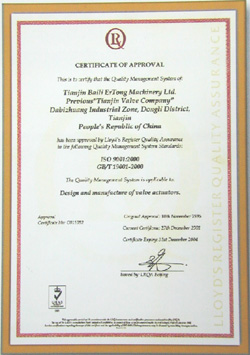 CERTIFICATE OF APPROVAL
This is to certify that the Quality Management System of:
Tianjin Baili ErTong Machinery Ltd.
Previous"Tianjin Valve Company"
Dabizhuang Industrial Zone, Dongli District.
Tianjin
People's Republic of China
has been approved by Lloyd's Register Quality Assurance
to the following Quality Management System Standards:
ISO 9001:2000
GB/T 19001-2000
The Quality Management System is applicable to:
Design and manufacture of valve actuators.
Approval
Certificate No:
Original Approval:
Current Certificate:
Certificate Expiry:
Issued by: LRQA Beijing
LLOYD'S REGISTER QUALITY ASSURANCE